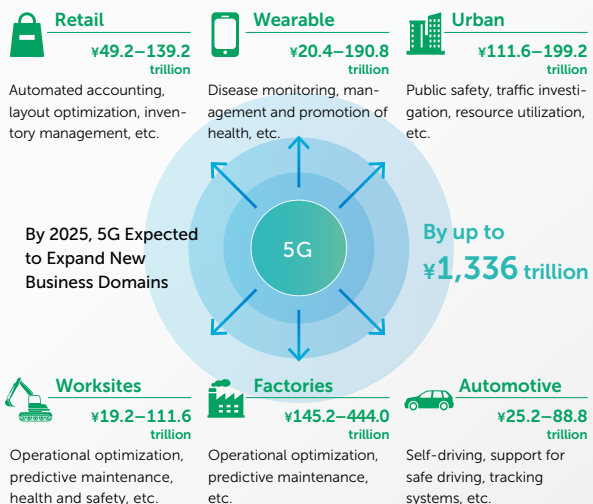 Retail
¥49.2–139.2
trillion
Automated accounting,
layout optimization, inven-
tory management, etc.
Wearable
¥20.4–190.8
trillion
Disease monitoring, man-
agement and promotion of
health, etc.
Urban
¥111.6–199.2
trillion
Public safety, traffic investi-
gation, resource utilization,
etc.
By 2025, 5G Expected
to Expand New
Business Domains
5G
By up to
¥1,336 trillion
Worksites
¥19.2–111.6
trillion
Operational optimization,
predictive maintenance,
health and safety, etc.
Factories
¥145.2–444.0
trillion
Operational optimization,
predictive maintenance,
etc.
Automotive
¥25.2–88.8
trillion
Self-driving, support for
safe driving, tracking
systems, etc.